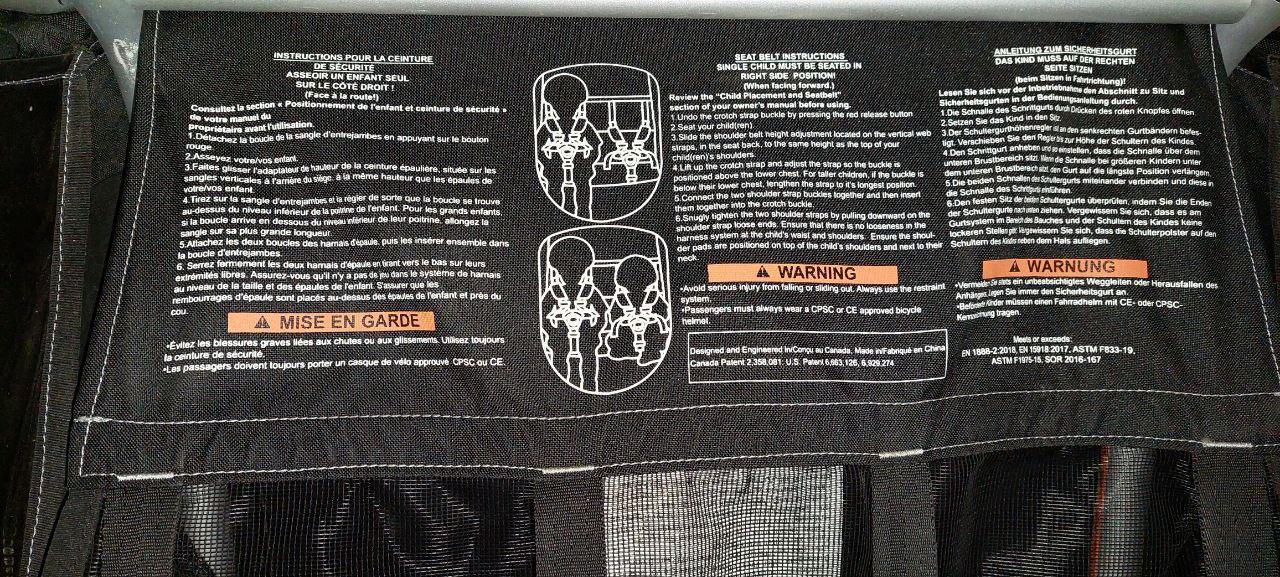 INSTRUCTIONS POUR LA CEINTURE
DE SÉCURITÉ
ASSEOIR UN ENFANT SEUL
SUR LE CÔTÉ DROIT !
(Face à la route!)
Consultez la section « Positionnement de l'enfant et ceinture de sécurité »
de votre manuel du
propriétaire avant l'utilisation.
1.Détachez la boucle de la sangle d'entrejambes en appuyant sur le bouton
rouge.
2.Asseyez votre/vos enfant.
3.Faites glisser l'adaptateur de hauteur de la ceinture épaulière, située sur les
sangles verticales à l'arrière du siège, à la même hauteur que les épaules de
votre/vos enfant.
4.Tirez sur la sangle d'entrejambes et la régler de sorte que la boucle se trouve
au-dessus du niveau inférieur de la poitrine de l'enfant. Pour les grands enfants,
si la boucle arrive en dessous du niveau inférieur de leur poitrine, allongez la
sangle sur sa plus grande longueur.
5.Attachez les deux boucles des harnais d'épaule, puis les insérer ensemble dans
la boucle d'entrejambes.
6. Serrez fermement les deux harnais d'épaules en tirant vers le bas sur leurs
extrémités libres. Assurez-vous qu'il n'y a pas de jeu dans le système de harnais
au niveau de la taille et des épaules de l'enfant. S'assurer que les
rembourrages d'épaule sont placés au-dessus des épaules de l'enfant et près du
cou.
MISE EN GARDE
•Évitez les blessures graves liées aux chutes ou aux glissements. Utilisez toujours
la ceinture de sécurité.
•Les passagers doivent toujours porter un casque de vélo approuvé CPSC ou CE.
SEAT BELT INSTRUCTIONS
SINGLE CHILD MUST BE SEATED IN
RIGHT SIDE POSITION!
(When facing forward.)
Review the "Child Placement and Seatbelt"
section of your owner's manual before using.
1.Undo the crotch strap buckle by pressing the red release button
2.Seat your child(ren).
3.Slide the shoulder belt height adjustment located on the vertical web
straps, in the seat back, to the same height as the top of your
child(ren)'s shoulders.
4.Lift up the crotch strap and adjust the strap so the buckle is
positioned above the lower chest. For taller children, if the buckle is
below their lower chest, lengthen the strap to it's longest position.
5.Connect the two shoulder strap buckles together and then insert
them together into the crotch buckle.
6.Snugly tighten the two shoulder straps by pulling downward on the
shoulder strap loose ends. Ensure that there is no looseness in the
harness system at the child's waist and shoulders. Ensure the shoul-
der pads are positioned on top of the child's shoulders and next to their
neck.
WARNING
•Avoid serious injury from falling or sliding out. Always use the restraint
system.
•Passengers must always wear a CPSC or CE approved bicycle
helmet.
Designed and Engineered In/Conçu au Canada, Made in/Fabriqué en China
Canada Patent 2,358,081; U.S. Patent 6,663,126, 6,929,274
ANLEITUNG ZUM SICHERHEITSGURT
DAS KIND MUSS AUF DER RECHTEN
SEITE SITZEN
(beim Sitzen in Fahrtrichtung)!
Lesen Sie sich vor der Inbetriebnahme den Abschnitt zu Sitz und
Sicherheitsgurten in der Bedienungsanleitung durch.
1.Die Schnalle des Schrittgurts durch Drücken des roten Knopfes öffnen
2.Setzen Sie das Kind in den Sitz.
3.Der Schultergurthöhenregler ist an den senkrechten Gurtbändern befes-
tigt. Verschieben Sie den Regler bis zur Höhe der Schultern des Kindes.
4.Den Schrittgurt anheben und so einstellen, dass die Schnalle über dem
unteren Brustbereich sitzt. Wenn die Schnalle bei größeren Kindern unter
dem unteren Brustbereich sitzt, den Gurt auf die längste Position verlängern.
5.Die beiden Schnallen des Schultergurts miteinander verbinden und diese in
die Schnalle des Schrittgurts einführen.
6.Den festen Sitz der beiden Schultergurte überprüfen, indem Sie die Enden
der Schultergurte nach unten ziehen. Vergewissern Sie sich, dass es am
Gurtsystem im Bereich des Bauches und der Schultern des Kindes keine
lockeren Stellen gibt. Vergewissern Sie sich, dass die Schulterpolster auf den
Schultern des Kindes neben dem Hals aufliegen.
WARNUNG
•Vermeiden Sie stets ein unbeabsichtigtes Weggleiten oder Herausfallen des
Anhängers. Legen Sie immer den Sicherheitsgurt an.
•Beifahrende Kinder müssen einen Fahrradhelm mit CE- oder CPSC-
Kennzeichnung tragen.
Meets or exceeds:
EN 1888-2:2018, EN 15918:2017, ASTM F833-19,
ASTM F1975-15, SOR 2016-167